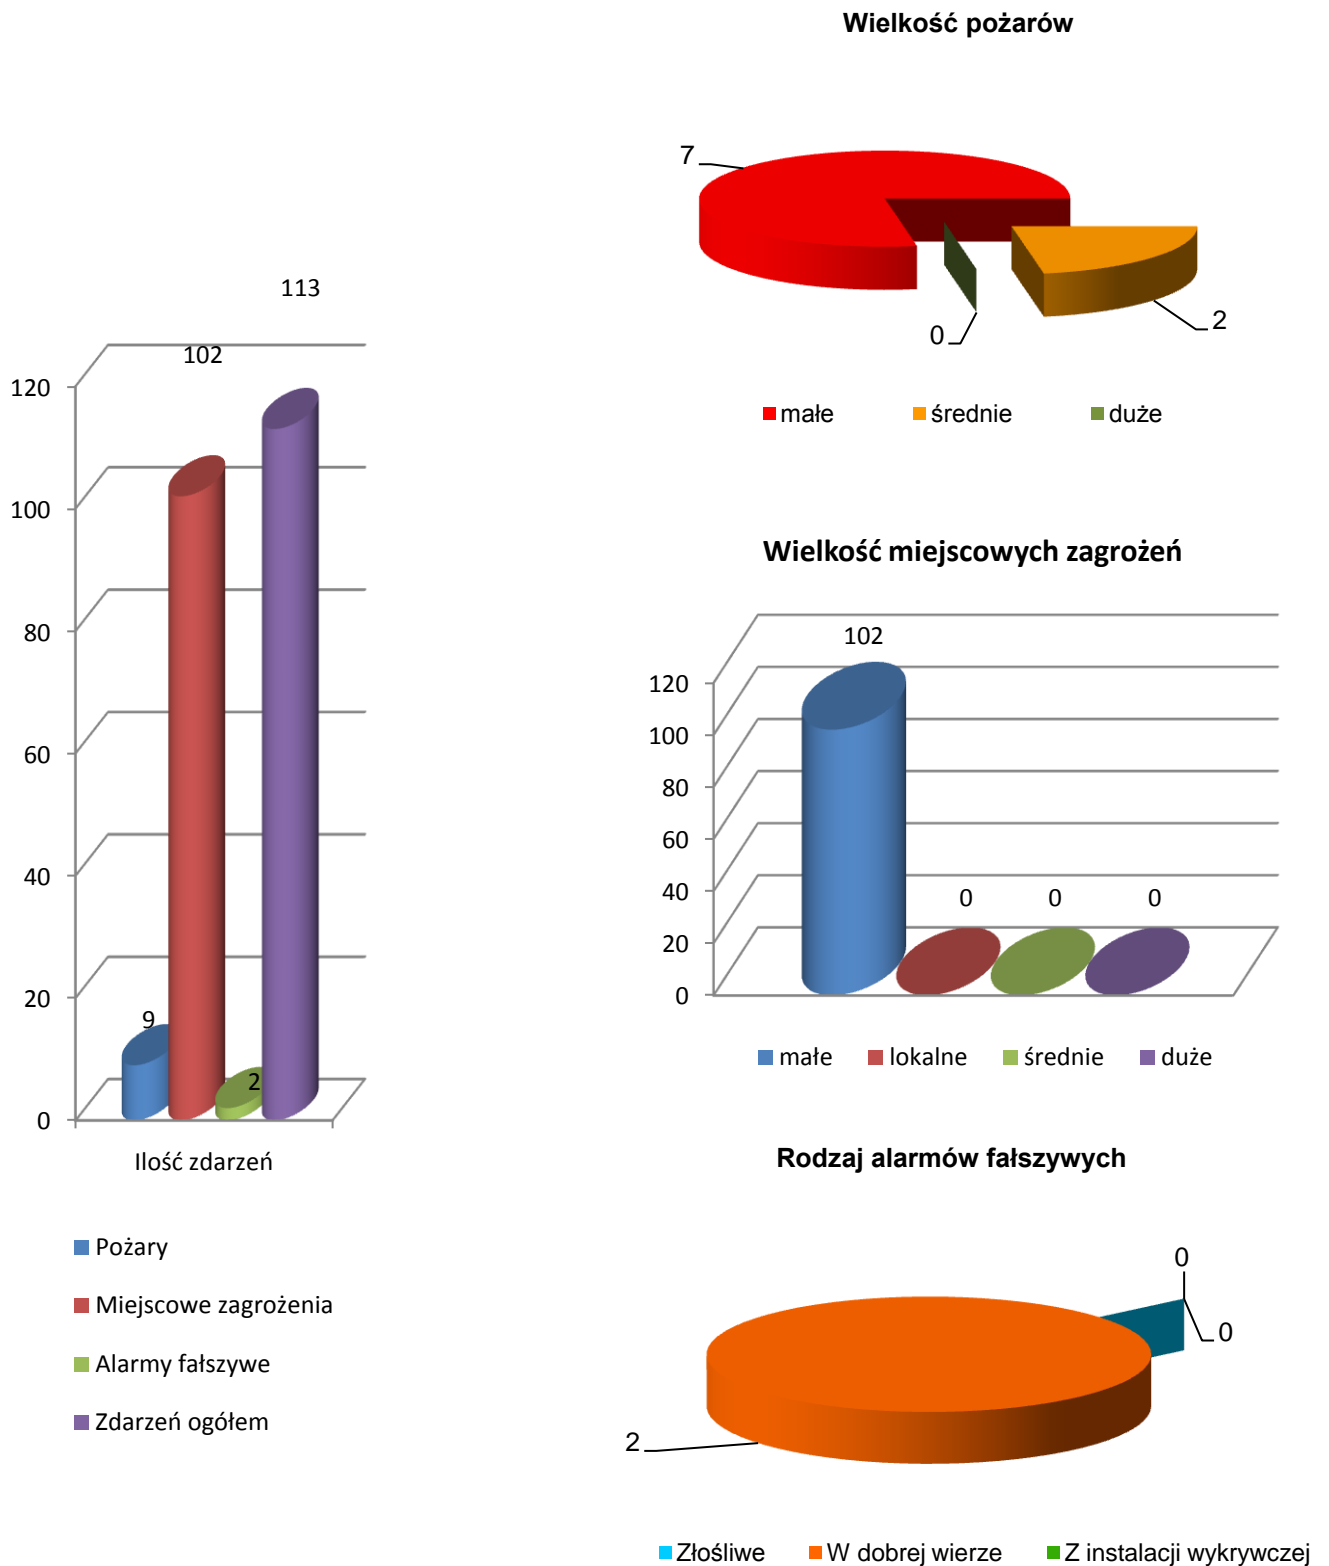 Wielkość pożarów
7
2
0
małe średnie duże
113
102
120
100
80
60
40
20
0
9
2
Ilość zdarzeń
Pożary
Miejscowe zagrożenia
Alarmy fałszywe
Zdarzeń ogółem
Wielkość miejscowych zagrożeń
102
120
100
80
60
40
20
0
0 0 0
małe lokalne średnie duże
Rodzaj alarmów fałszywych
0
0
2
Złośliwe W dobrej wierze Z instalacji wykrywczej